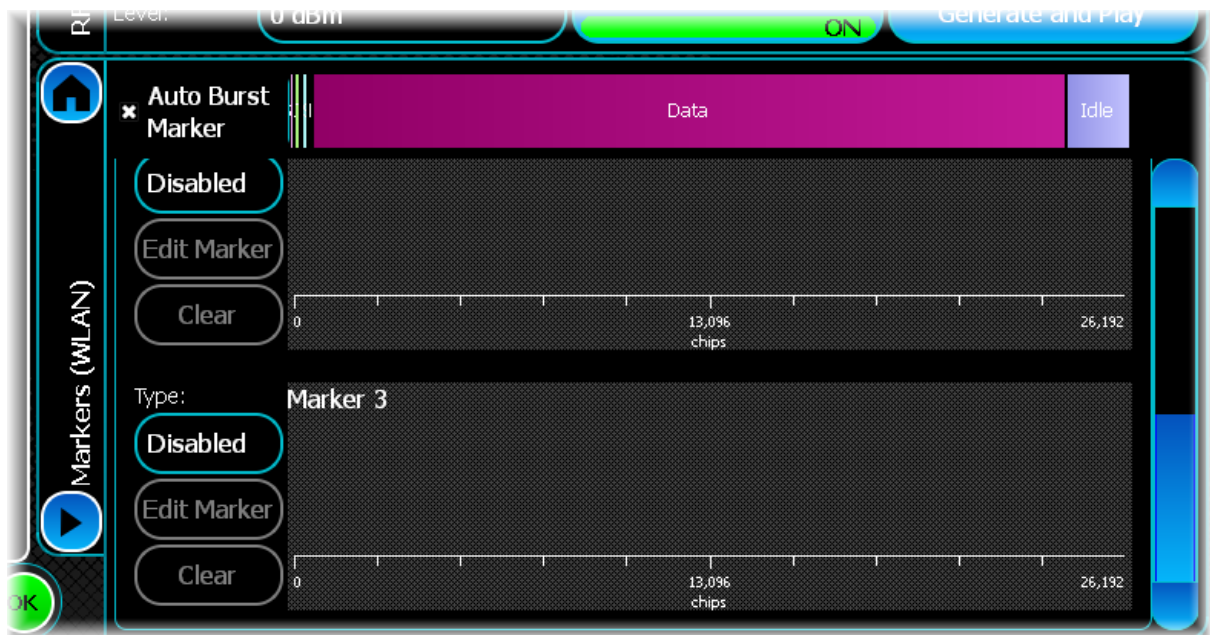 RF
Level:
0 dBm
ON
Generate and Play
Auto Burst
Marker
Data
Idle
Markers (WLAN)
Disabled
Edit Marker
Clear
0
13,096
26,192
chips
Type:
Marker 3
Disabled
Edit Marker
Clear
0
13,096
26,192
chips
OK